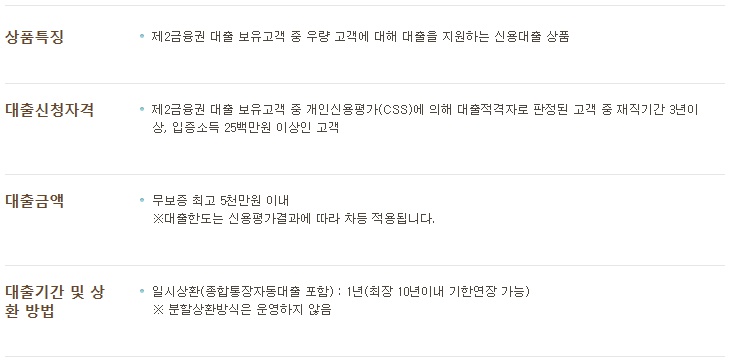 상품특징
제2금융권 대출 보유고객 중 우량 고객에 대해 대출을 지원하는 신용대출 상품
대출신청자격
제2금융권 대출 보유고객 중 개인신용평가(CSS)에 의해 대출적격자로 판정된 고객 중 재직기간 3년이
상, 입증소득 25백만원 이상인 고객
대출금액
무보증 최고 5천만원 이내
※대출한도는 신용평가결과에 따라 차등 적용됩니다.
대출기간 및 상
환 방법
일시상환(종합통장자동대출 포함) : 1년(최장 10년이내 기한연장 가능)
※ 분할상환방식은 운영하지 않음